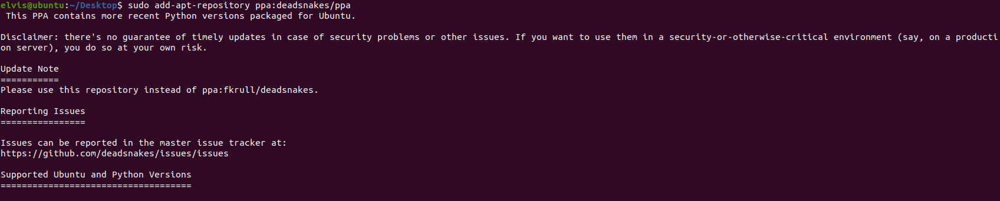 elvis@ubuntu:~/Desktop$ sudo add-apt-repository ppa:deadsnakes/ppa
 This PPA contains more recent Python versions packaged for Ubuntu.

Disclaimer: there's no guarantee of timely updates in case of security problems or other issues. If you want to use them in a security-or-otherwise-critical environment (say, on a producti
on server), you do so at your own risk.

Update Note
===========
Please use this repository instead of ppa:fkrull/deadsnakes.

Reporting Issues
================

Issues can be reported in the master issue tracker at:
https://github.com/deadsnakes/issues/issues

Supported Ubuntu and Python Versions
====================================